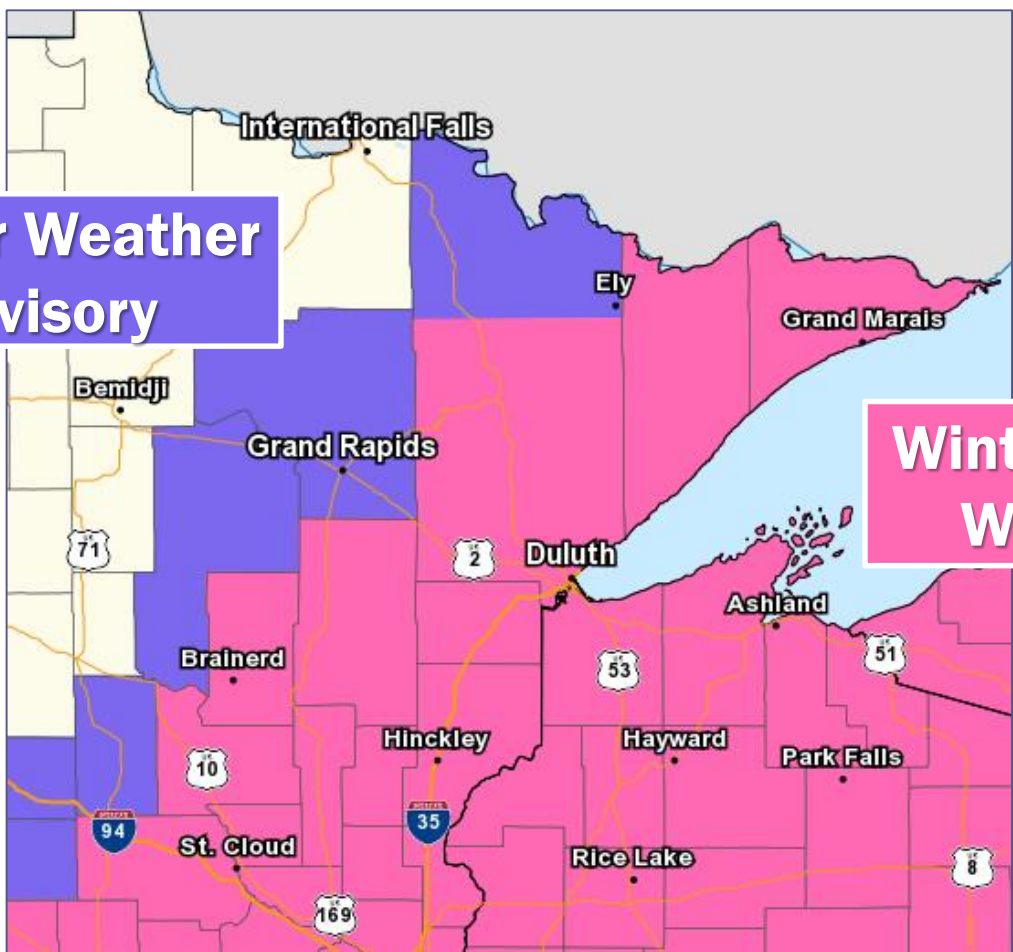 International Falls
r Weather
visory
Ely
Grand Marais
Bemidji
Grand Rapids
Wint
W
71
US
2
Duluth
Ashland
Brainerd
53
51
Hinckley
Hayward
Park Falls
10
94
35
St. Cloud
Rice Lake
8
169